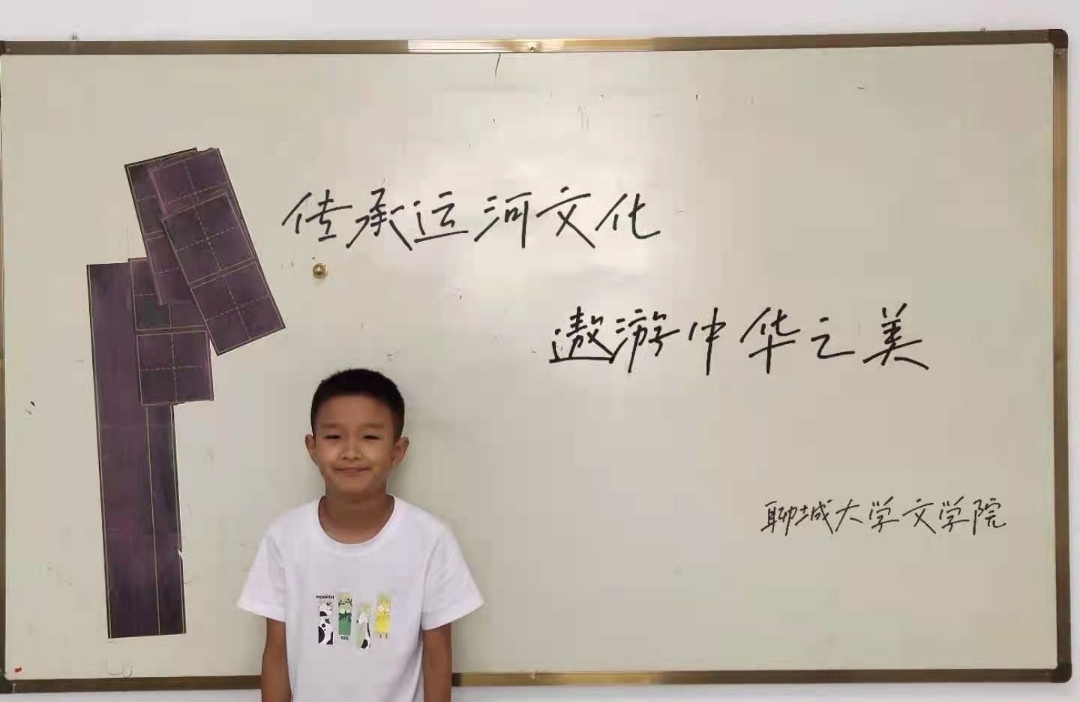 传承运河文化
遨游中华之美
聊城大学文学院